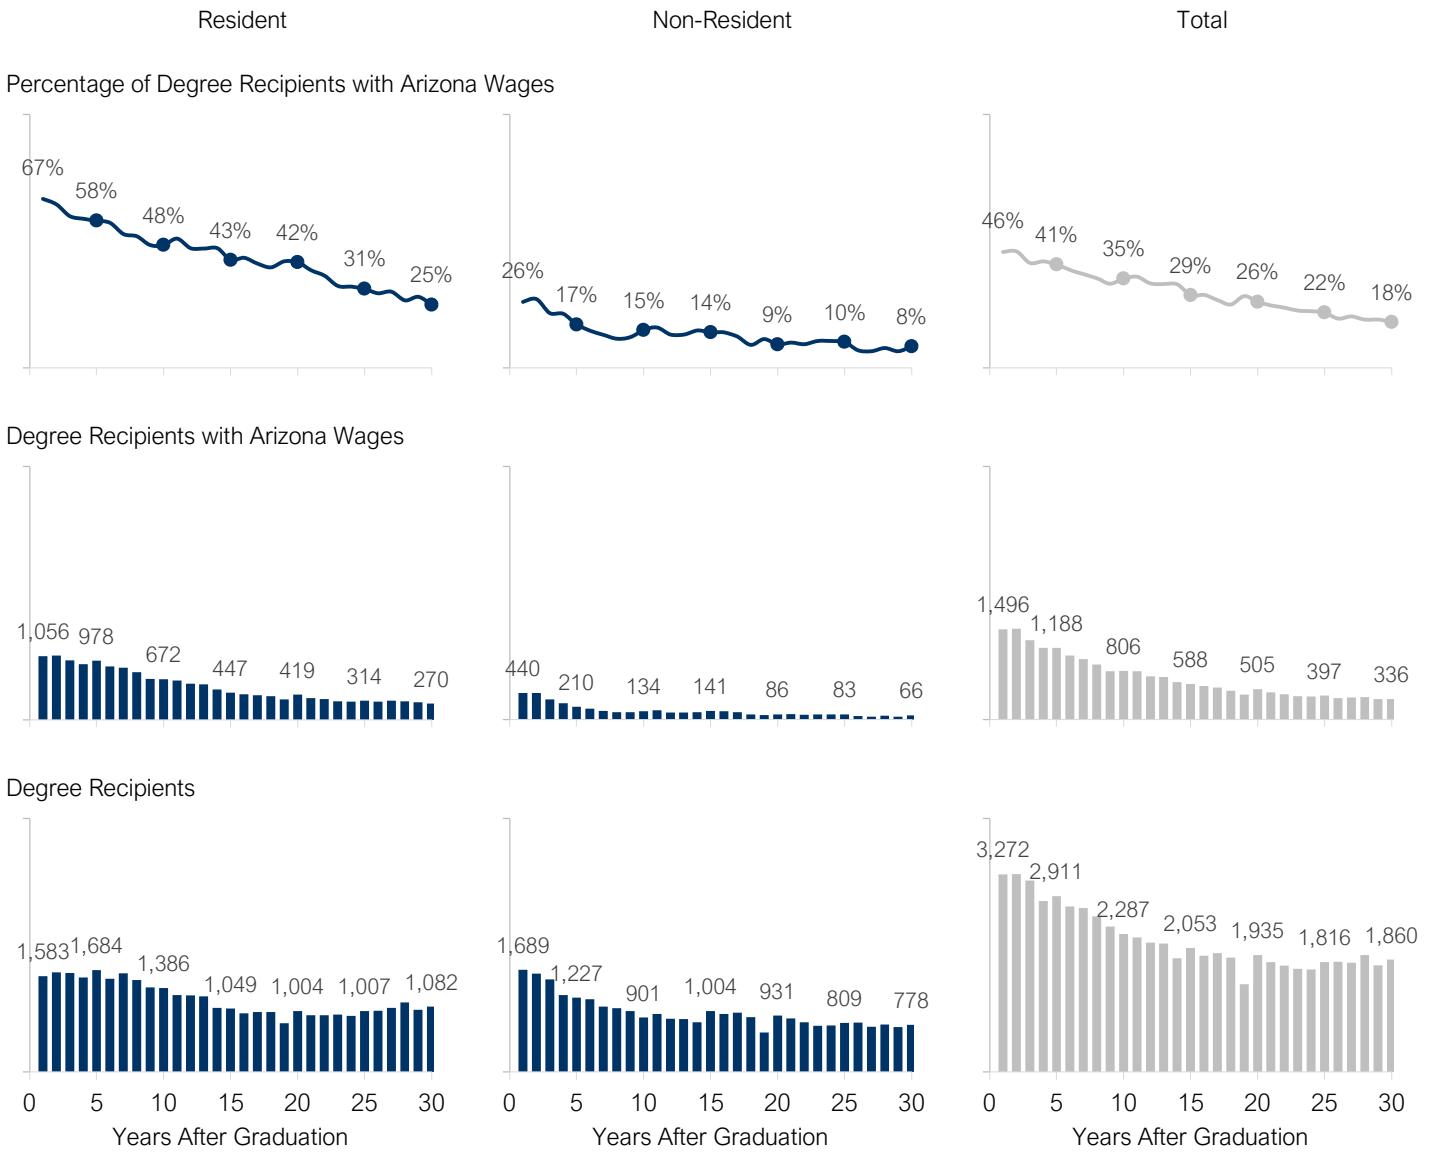 Resident Non-Resident Total
Percentage of Degree Recipients with Arizona Wages
67% 58% 48% 43% 42% 31% 25%
26% 17% 15% 14% 9% 10% 8%
46% 41% 35% 29% 26% 22% 18%
Degree Recipients with Arizona Wages
1,056 978 672 447 419 314 270
440 210 134 141 86 83 66
1,496 1,188 806 588 505 397 336
Degree Recipients
1,583 1,684 1,386 1,049 1,004 1,007 1,082
1,689 1,227 901 1,004 931 809 778
3,272 2,911 2,287 2,053 1,935 1,816 1,860
0 5 10 15 20 25 30
0 5 10 15 20 25 30
0 5 10 15 20 25 30
Years After Graduation Years After Graduation Years After Graduation